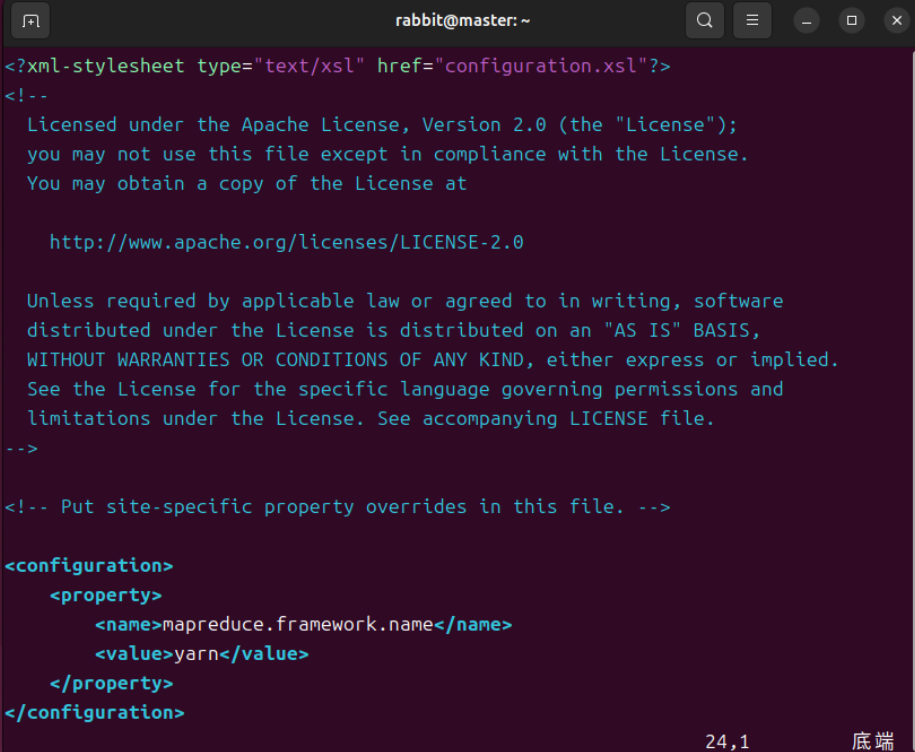 rabbit@master: ~
<?xml-stylesheet type="text/xsl" href="configuration.xsl"?>
<!--
  Licensed under the Apache License, Version 2.0 (the "License");
  you may not use this file except in compliance with the License.
  You may obtain a copy of the License at

    http://www.apache.org/licenses/LICENSE-2.0

  Unless required by applicable law or agreed to in writing, software
  distributed under the License is distributed on an "AS IS" BASIS,
  WITHOUT WARRANTIES OR CONDITIONS OF ANY KIND, either express or implied.
  See the License for the specific language governing permissions and
  limitations under the License. See accompanying LICENSE file.
-->

<!-- Put site-specific property overrides in this file. -->

<configuration>
    <property>
        <name>mapreduce.framework.name</name>
        <value>yarn</value>
    </property>
</configuration>
24,1 底端